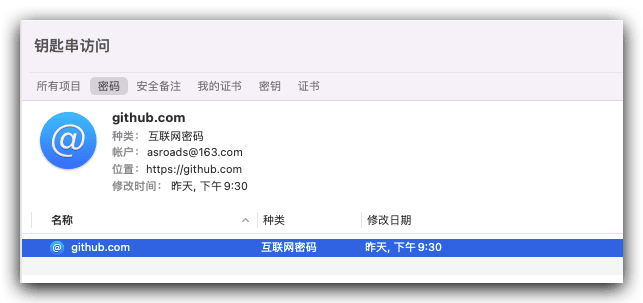 钥匙串访问
所有项目 密码 安全备注 我的证书 密钥 证书
@
github.com
种类： 互联网密码
帐户： asroads@163.com
位置： https://github.com
修改时间： 昨天, 下午 9:30
名称 种类 修改日期
@ github.com 互联网密码 昨天, 下午 9:30